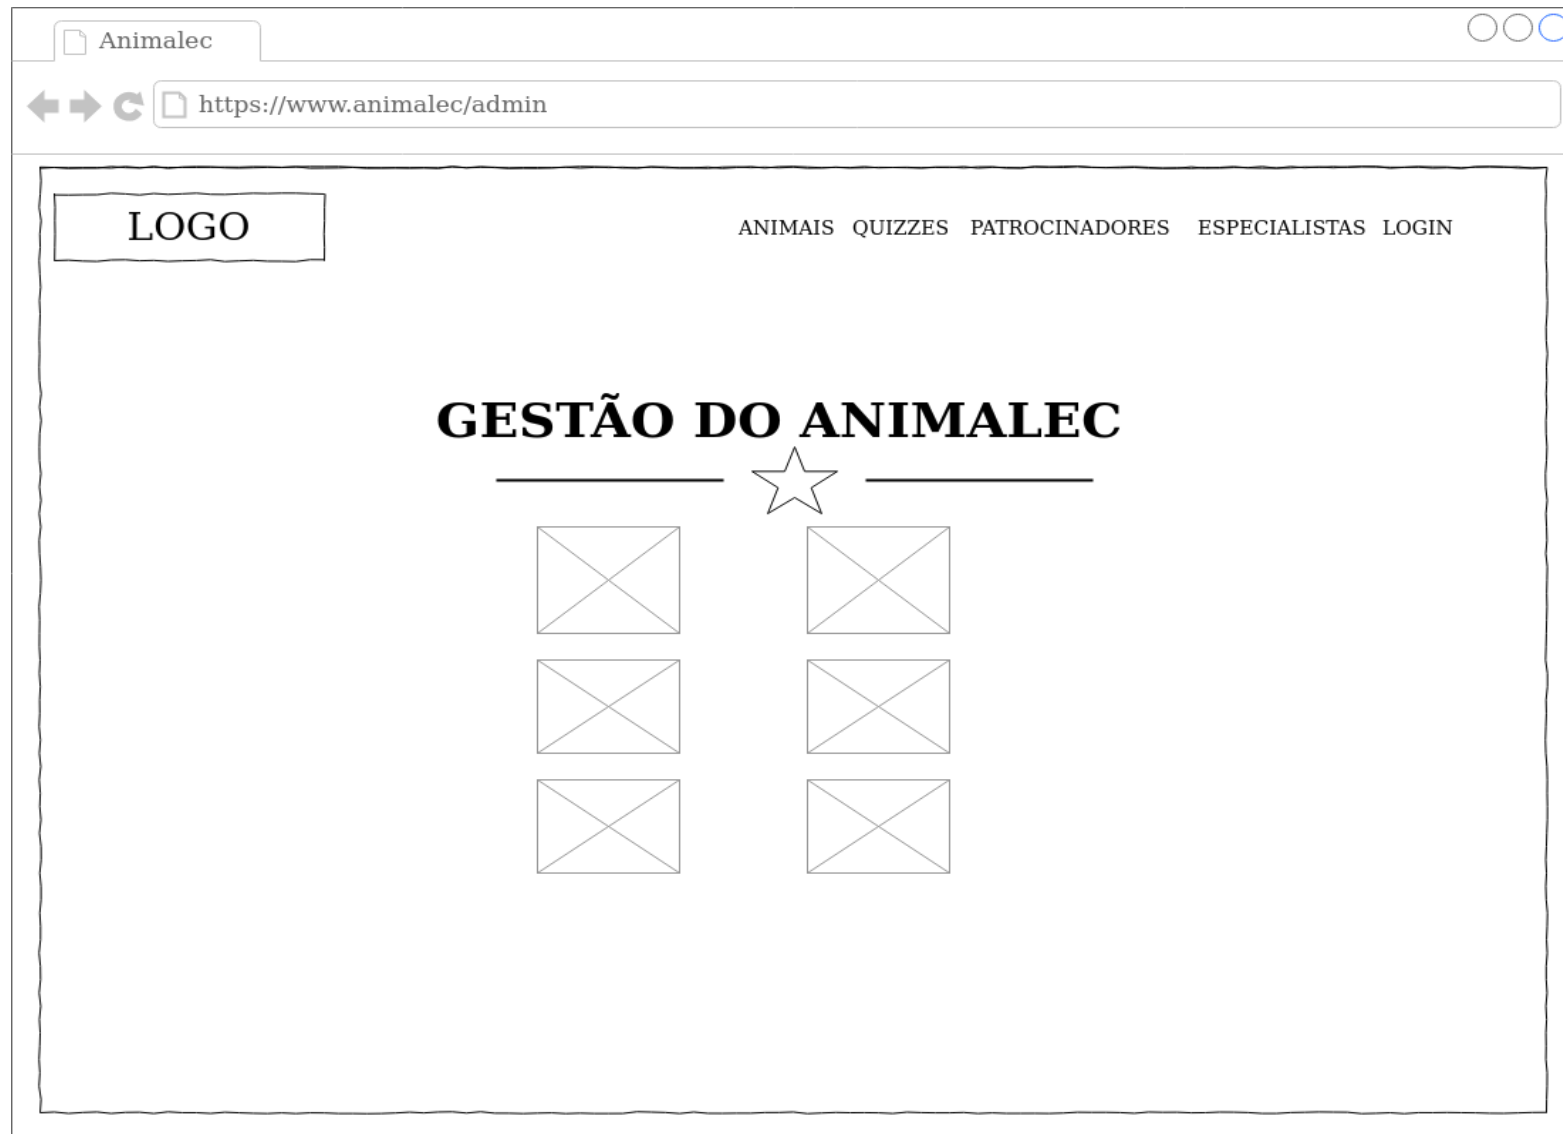 Animalec
https://www.animalec/admin
LOGO
ANIMAIS QUIZZES PATROCINADORES ESPECIALISTAS LOGIN
GESTÃO DO ANIMALEC